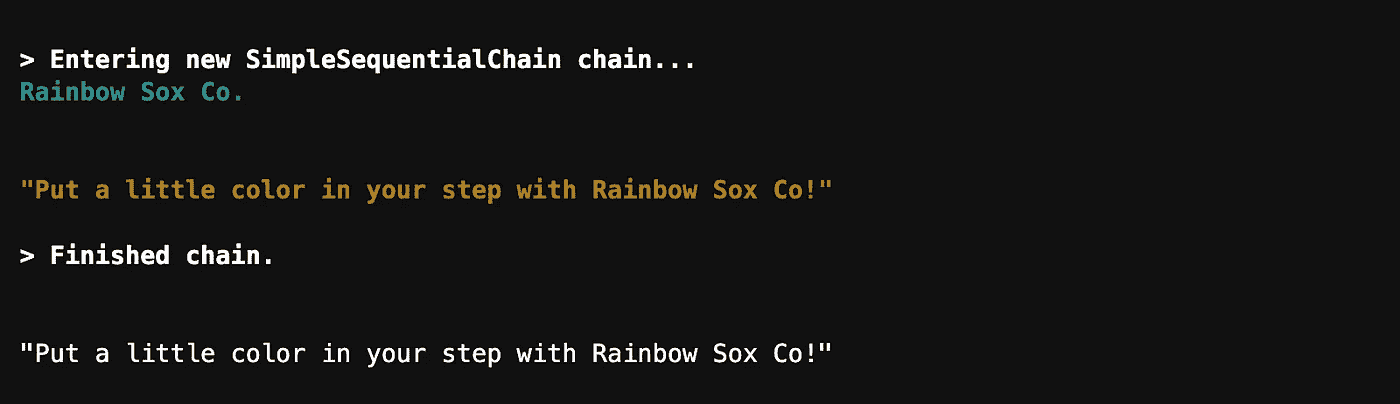 > Entering new SimpleSequentialChain chain...
Rainbow Sox Co.
"Put a little color in your step with Rainbow Sox Co!"
> Finished chain.
"Put a little color in your step with Rainbow Sox Co!"